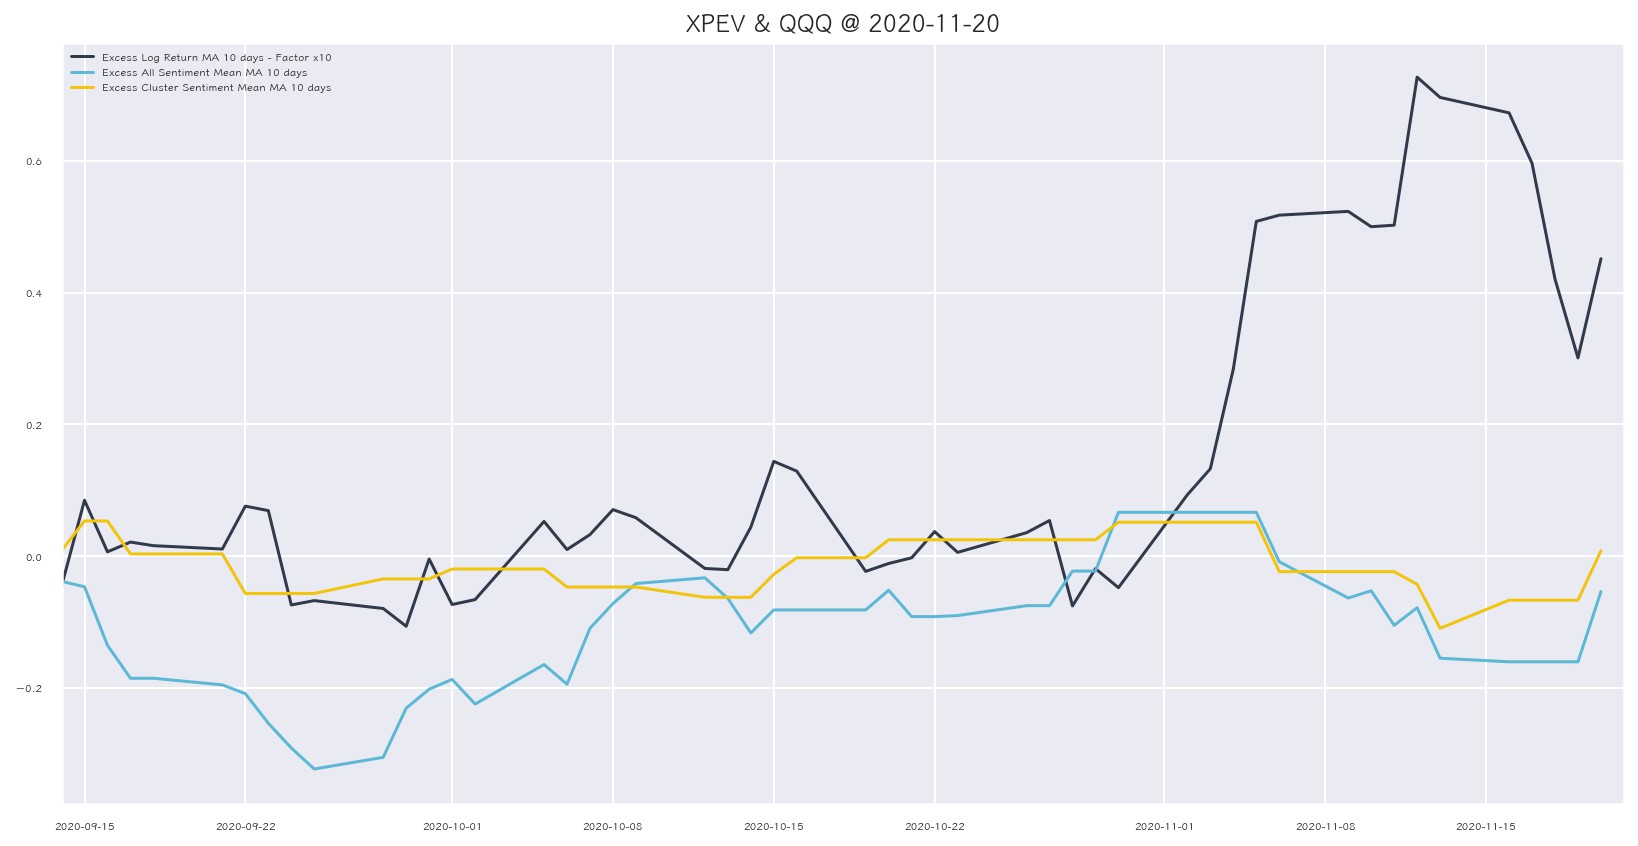 XPEV & QQQ @ 2020-11-20
Excess Log Return MA 10 days - Factor x10
Excess All Sentiment Mean MA 10 days
Excess Cluster Sentiment Mean MA 10 days
0.6
0.4
0.2
0.0
−0.2
2020-09-15 2020-09-22 2020-10-01 2020-10-08 2020-10-15 2020-10-22 2020-11-01 2020-11-08 2020-11-15